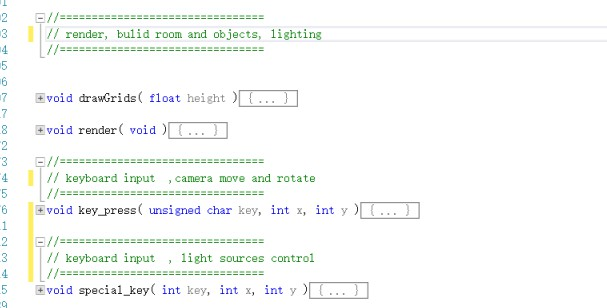 //===============================
// render, bulid room and objects, lighting
//===============================
void drawGrids( float height ){ ... }
void render( void ){ ... }
//===============================
// keyboard input  ,camera move and rotate
//===============================
void key_press( unsigned char key, int x, int y ){ ... }
//===============================
// keyboard input  , light sources control
//===============================
void special_key( int key, int x, int y ){ ... }